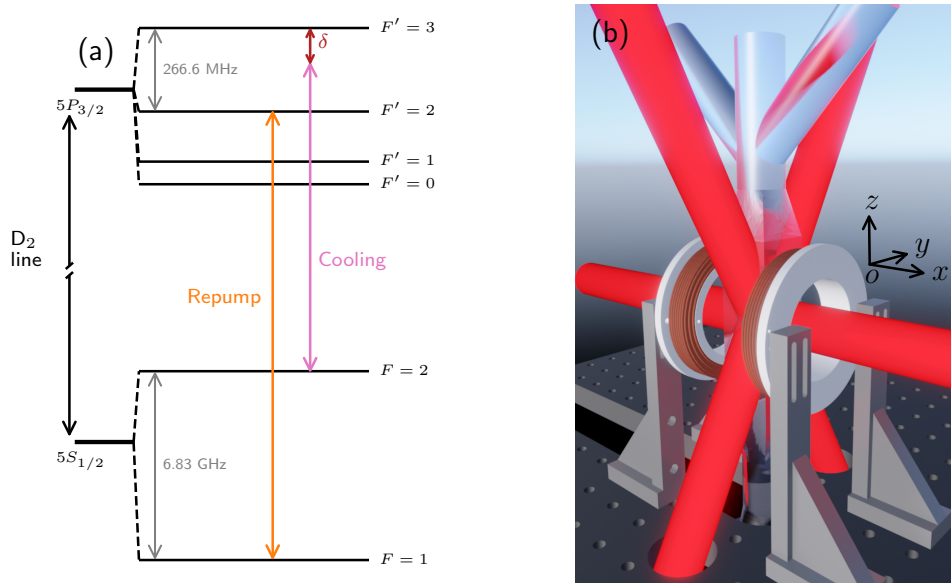 (a)
F′ = 3
δ
266.6 MHz
5P₃/₂
F′ = 2
F′ = 1
F′ = 0
D₂
line
Cooling
Repump
F = 2
5S₁/₂
6.83 GHz
F = 1
(b)
z
y
o
x